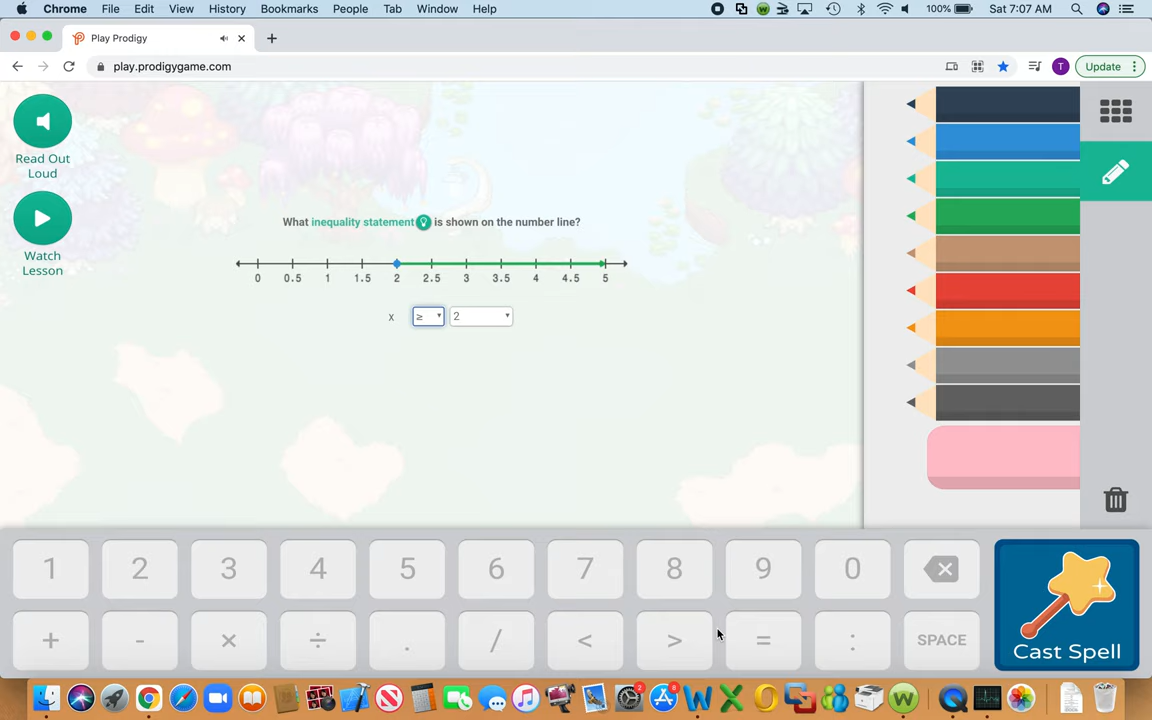 Chrome File Edit View History Bookmarks People Tab Window Help 100% Sat 7:07 AM
Play Prodigy
play.prodigygame.com T Update
Read Out
Loud
Watch
Lesson
What inequality statement is shown on the number line?
0 0.5 1 1.5 2 2.5 3 3.5 4 4.5 5
x ≥ 2
1 2 3 4 5 6 7 8 9 0
+ - × ÷ . / < > = : SPACE
Cast Spell
2 6